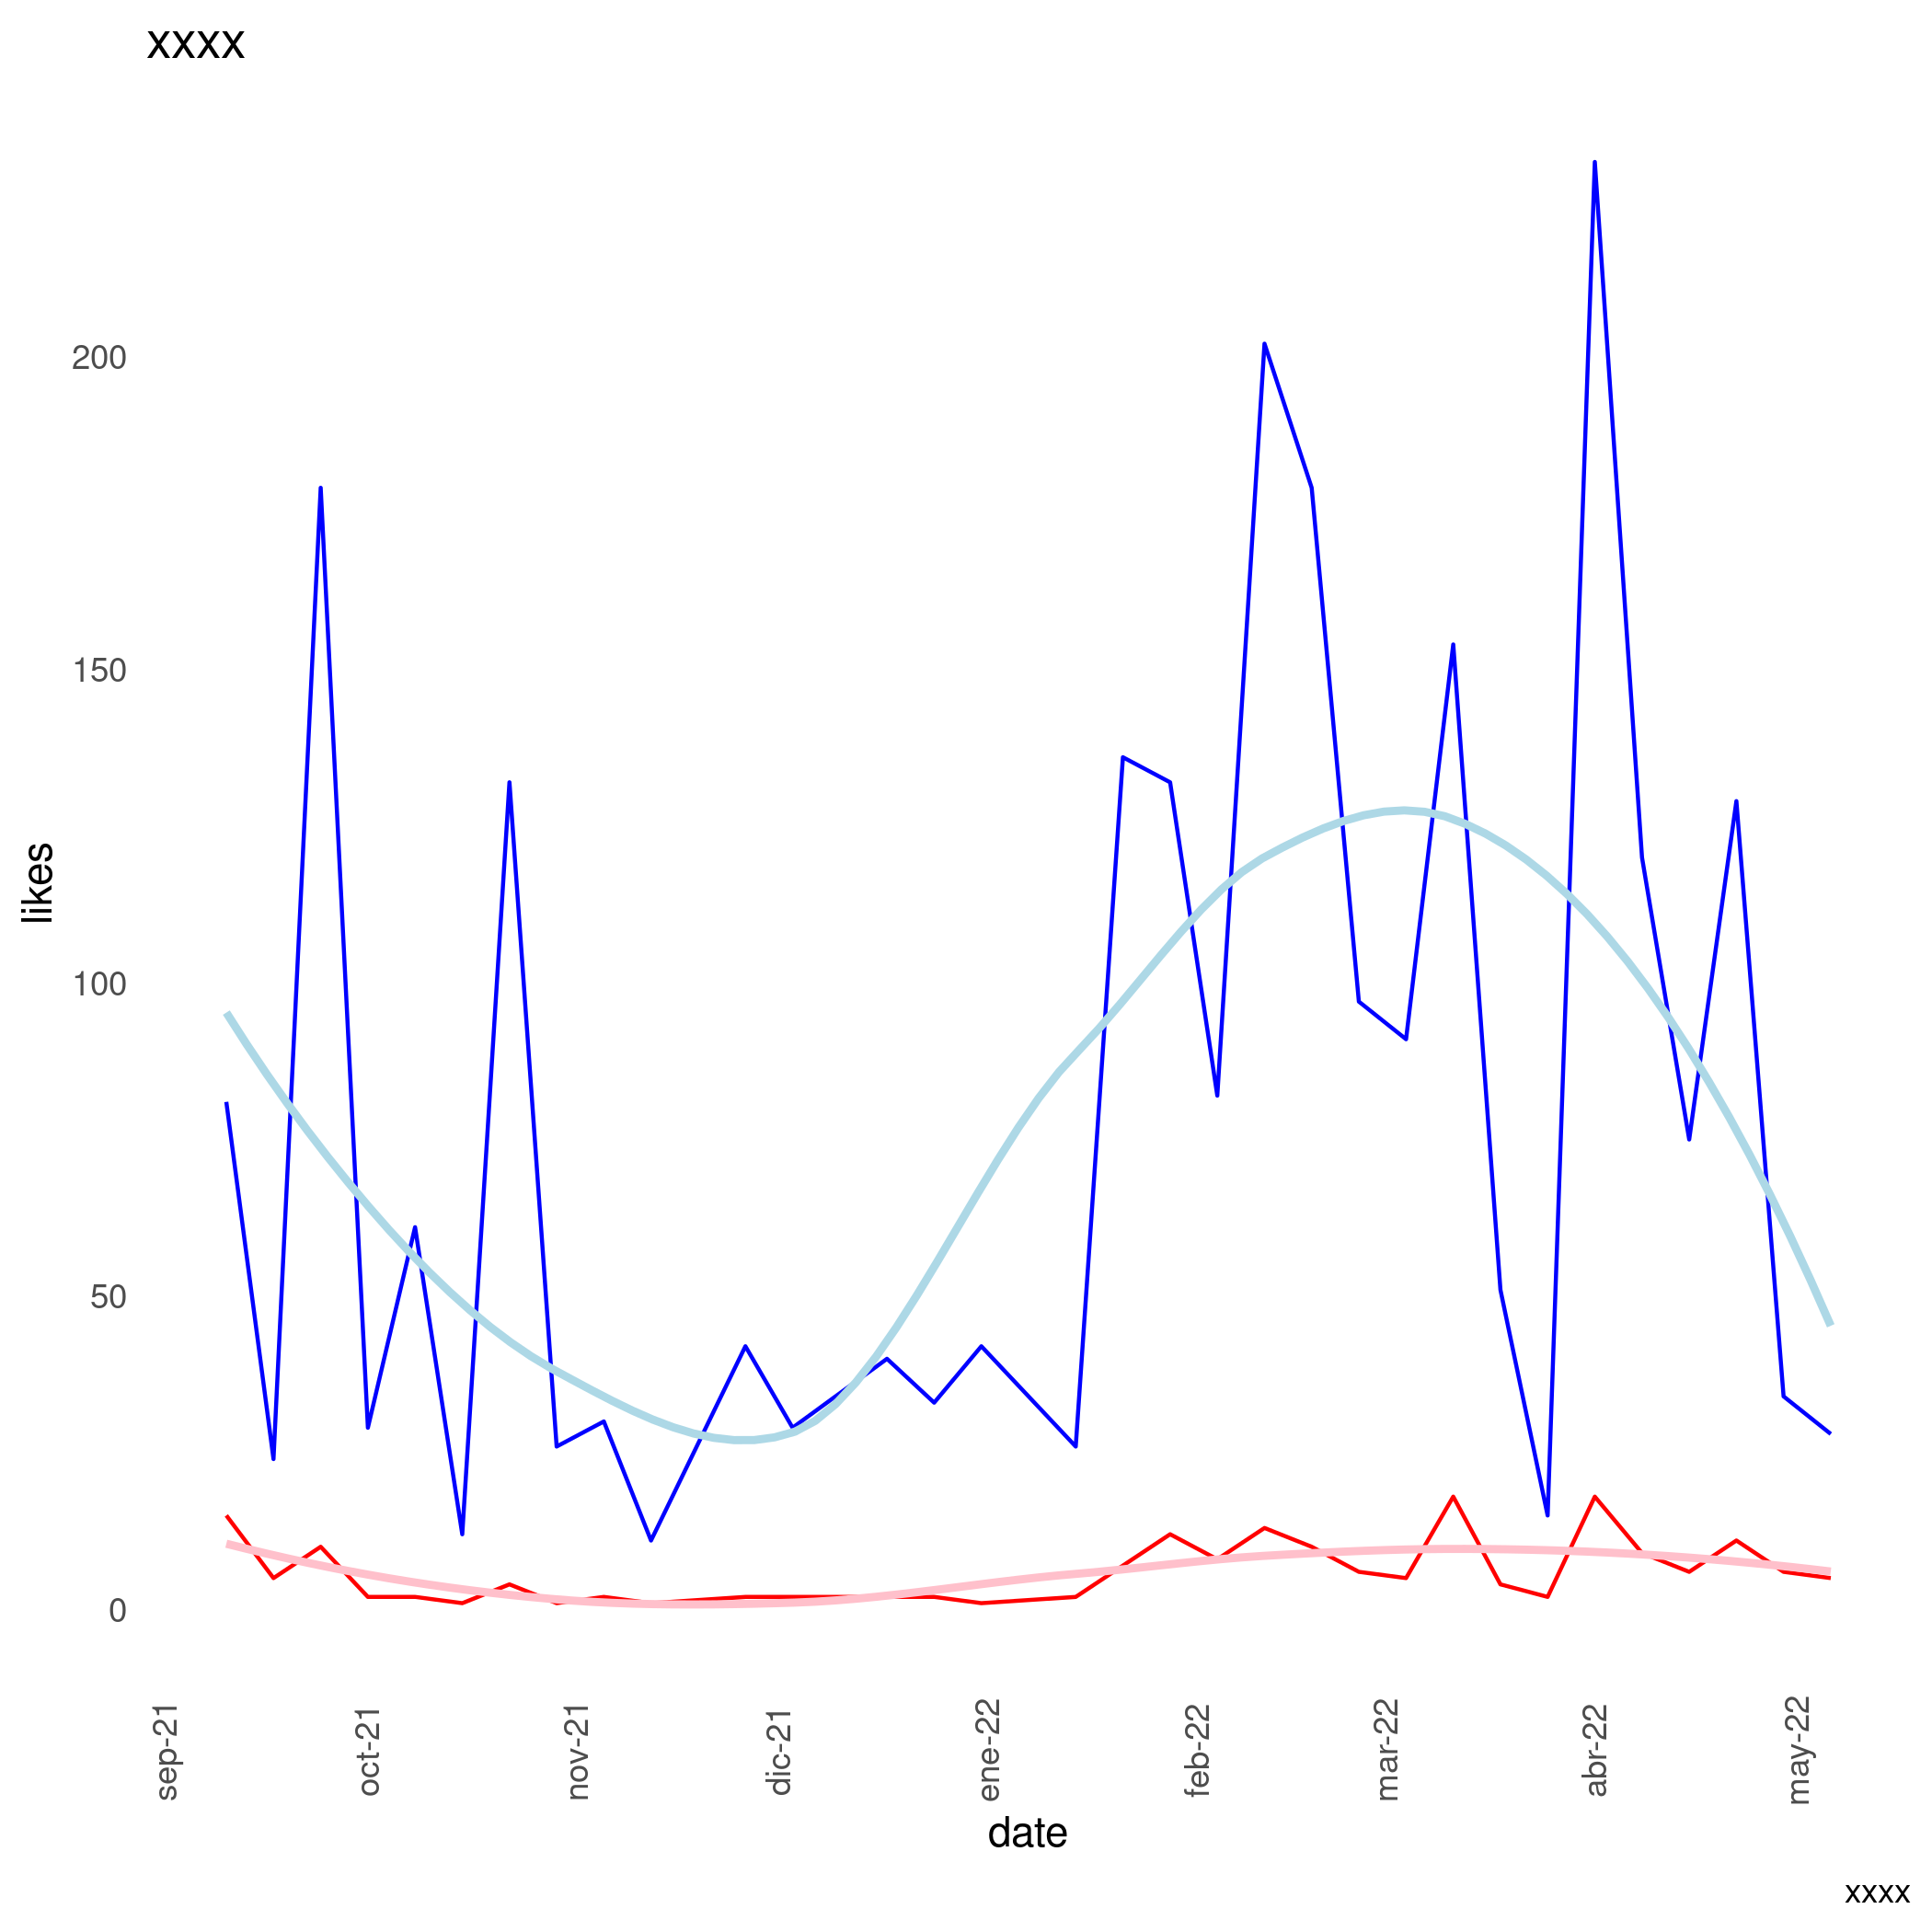 xxxx
likes
200
150
100
50
0
sep-21
oct-21
nov-21
dic-21
ene-22
feb-22
mar-22
abr-22
may-22
date
xxxx